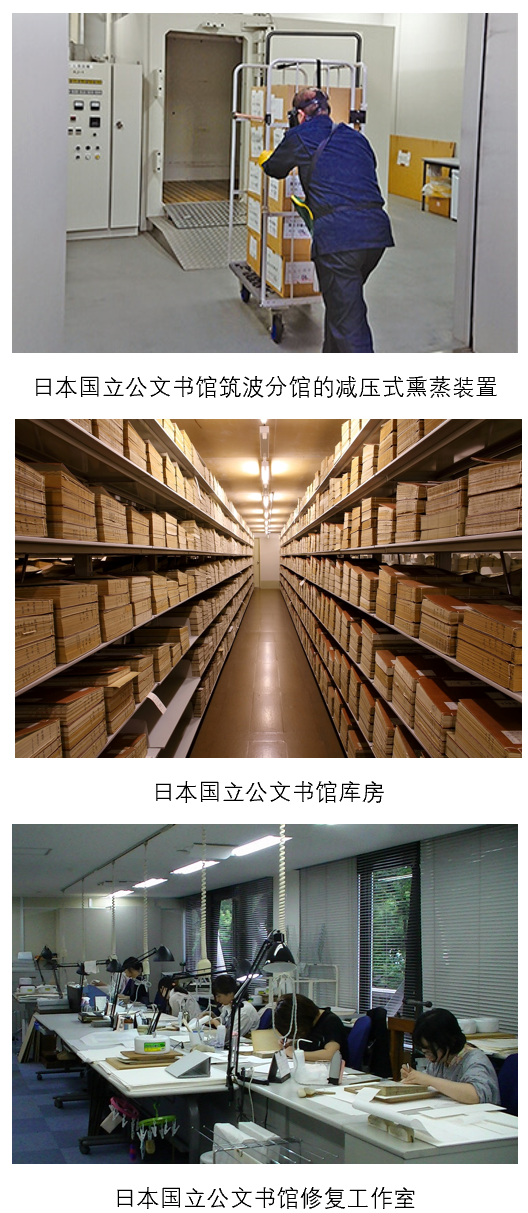 日本国立公文书馆筑波分馆的减压式熏蒸装置
日本国立公文书馆库房
日本国立公文书馆修复工作室